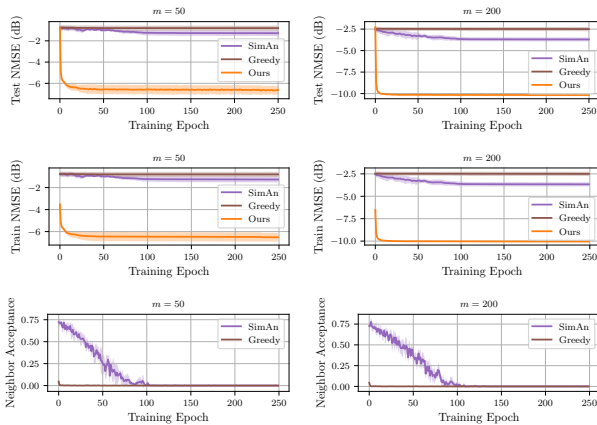 m = 50
Test NMSE (dB)
−2
−4
−6
SimAn
Greedy
Ours
0 50 100 150 200 250
Training Epoch
m = 200
Test NMSE (dB)
−2.5
−5.0
−7.5
−10.0
SimAn
Greedy
Ours
0 50 100 150 200 250
Training Epoch
m = 50
Train NMSE (dB)
−2
−4
−6
SimAn
Greedy
Ours
0 50 100 150 200 250
Training Epoch
m = 200
Train NMSE (dB)
−2.5
−5.0
−7.5
−10.0
SimAn
Greedy
Ours
0 50 100 150 200 250
Training Epoch
m = 50
Neighbor Acceptance
0.75
0.50
0.25
0.00
SimAn
Greedy
0 50 100 150 200 250
Training Epoch
m = 200
Neighbor Acceptance
0.75
0.50
0.25
0.00
SimAn
Greedy
0 50 100 150 200 250
Training Epoch